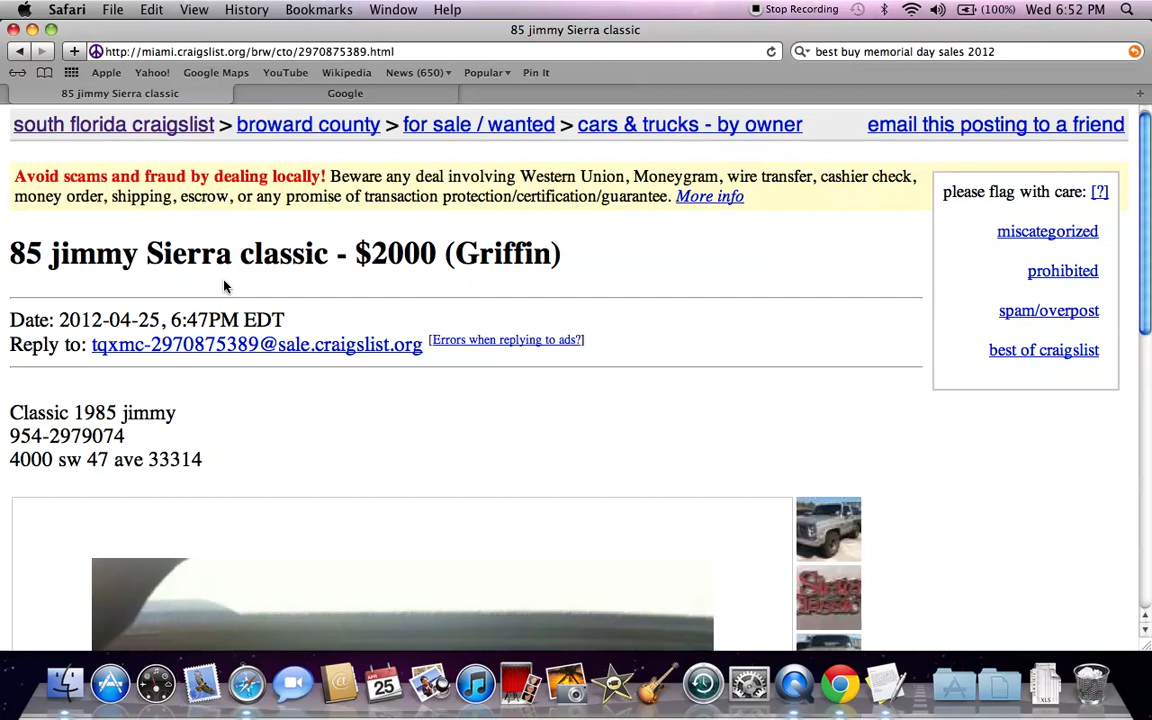 Safari File Edit View History Bookmarks Window Help Stop Recording (100%) Wed 6:52 PM
85 jimmy Sierra classic
http://miami.craigslist.org/brw/cto/2970875389.html best buy memorial day sales 2012
Apple Yahoo! Google Maps YouTube Wikipedia News (650) Popular Pin It
85 jimmy Sierra classic Google
south florida craigslist > broward county > for sale / wanted > cars & trucks - by owner email this posting to a friend
Avoid scams and fraud by dealing locally! Beware any deal involving Western Union, Moneygram, wire transfer, cashier check,
money order, shipping, escrow, or any promise of transaction protection/certification/guarantee. More info
please flag with care: [?]
miscategorized
prohibited
spam/overpost
best of craigslist
85 jimmy Sierra classic - $2000 (Griffin)
Date: 2012-04-25, 6:47PM EDT
Reply to: tqxmc-2970875389@sale.craigslist.org [Errors when replying to ads?]
Classic 1985 jimmy
954-2979074
4000 sw 47 ave 33314
Sierra
Classic
25
XLS